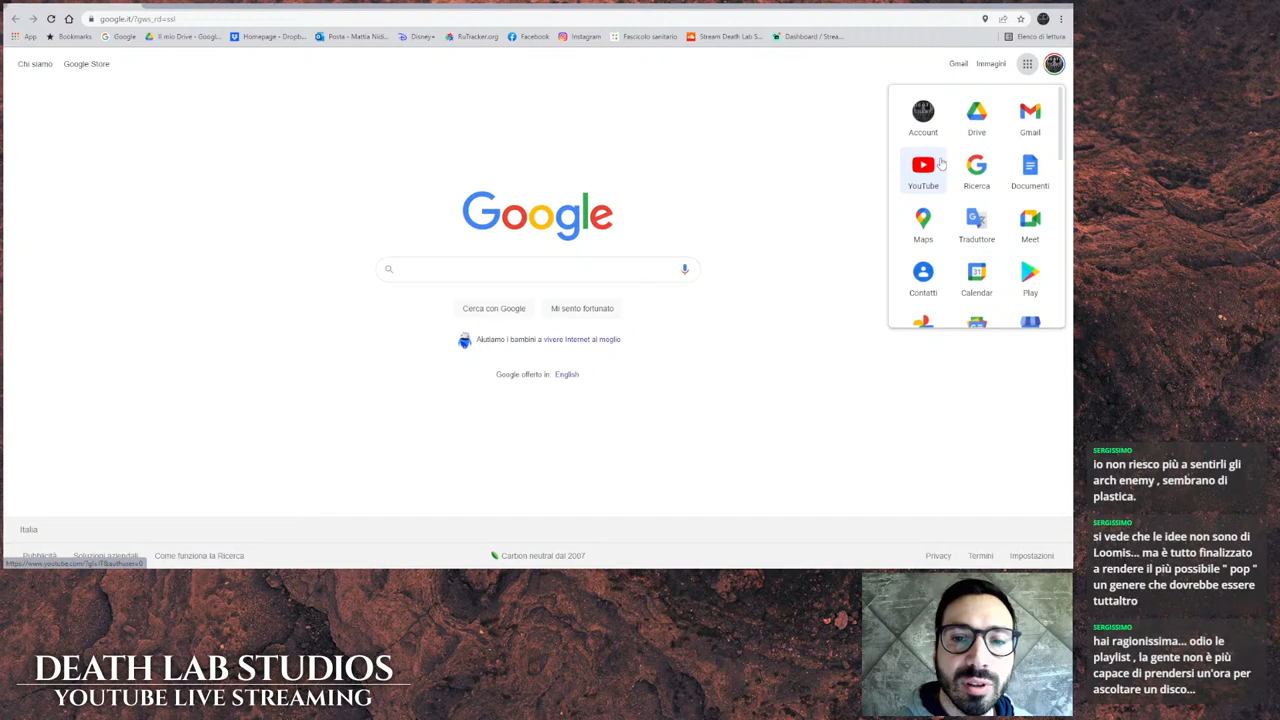 google.it/?gws_rd=ssl
App Bookmarks Google Il mio Drive - Googl... Homepage - Dropb... Posta - Mattia Nidi... Disney+ RuTracker.org Facebook Instagram Fascicolo sanitario Stream Death Lab S... Dashboard / Strea... Elenco di lettura
Chi siamo Google Store Gmail Immagini
Account Drive Gmail
YouTube Ricerca Documenti
Google
Maps Traduttore Meet
Contatti Calendar Play
31
Cerca con Google Mi sento fortunato
Aiutiamo i bambini a vivere Internet al meglio
Google offerto in: English
Italia
Pubblicità Soluzioni aziendali Come funziona la Ricerca Carbon neutral dal 2007 Privacy Termini Impostazioni
SERGISSIMO
io non riesco più a sentirli gli
arch enemy , sembrano di
plastica.
SERGISSIMO
si vede che le idee non sono di
Loomis... ma è tutto finalizzato
a rendere il più possibile " pop "
un genere che dovrebbe essere
tuttaltro
SERGISSIMO
hai ragionissima... odio le
playlist , la gente non è più
capace di prendersi un'ora per
ascoltare un disco...
DEATH LAB STUDIOS
YOUTUBE LIVE STREAMING